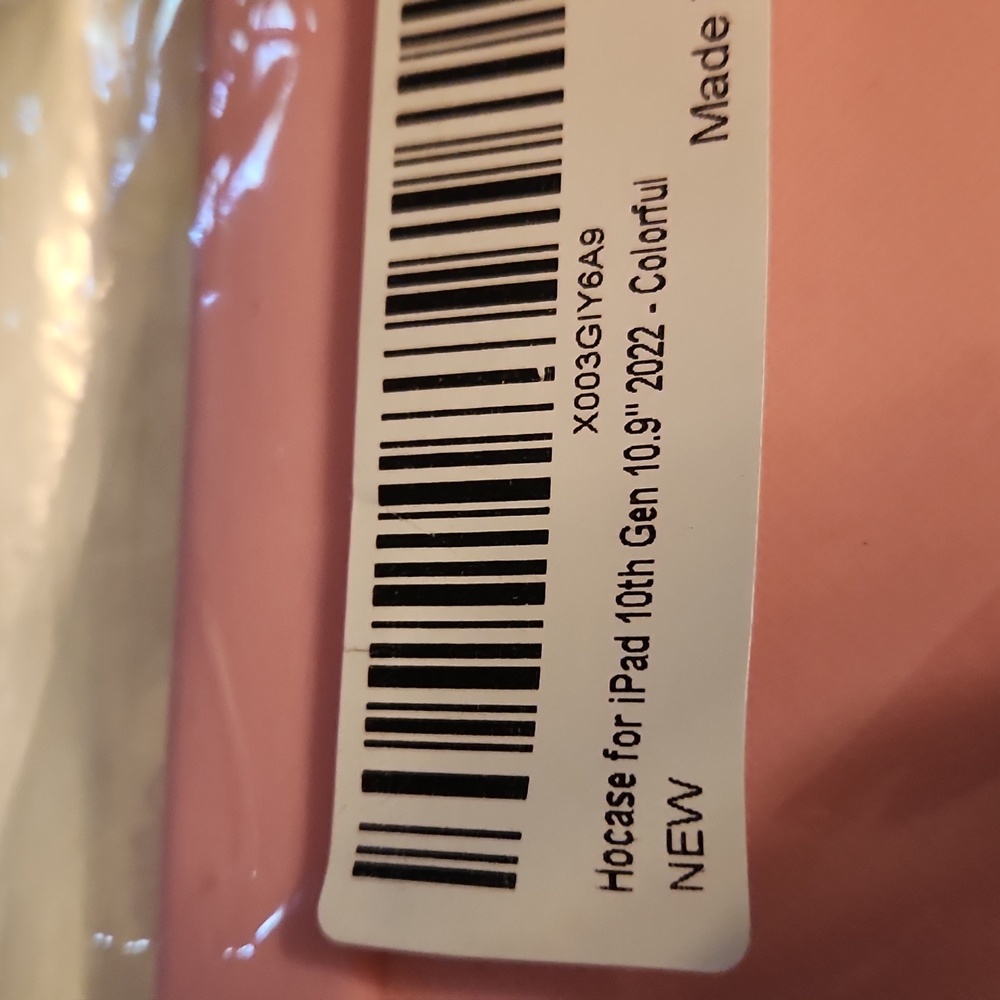 X003GIY6A9
Hocase for iPad 10th Gen 10.9" 2022 - Colorful
NEW
Made